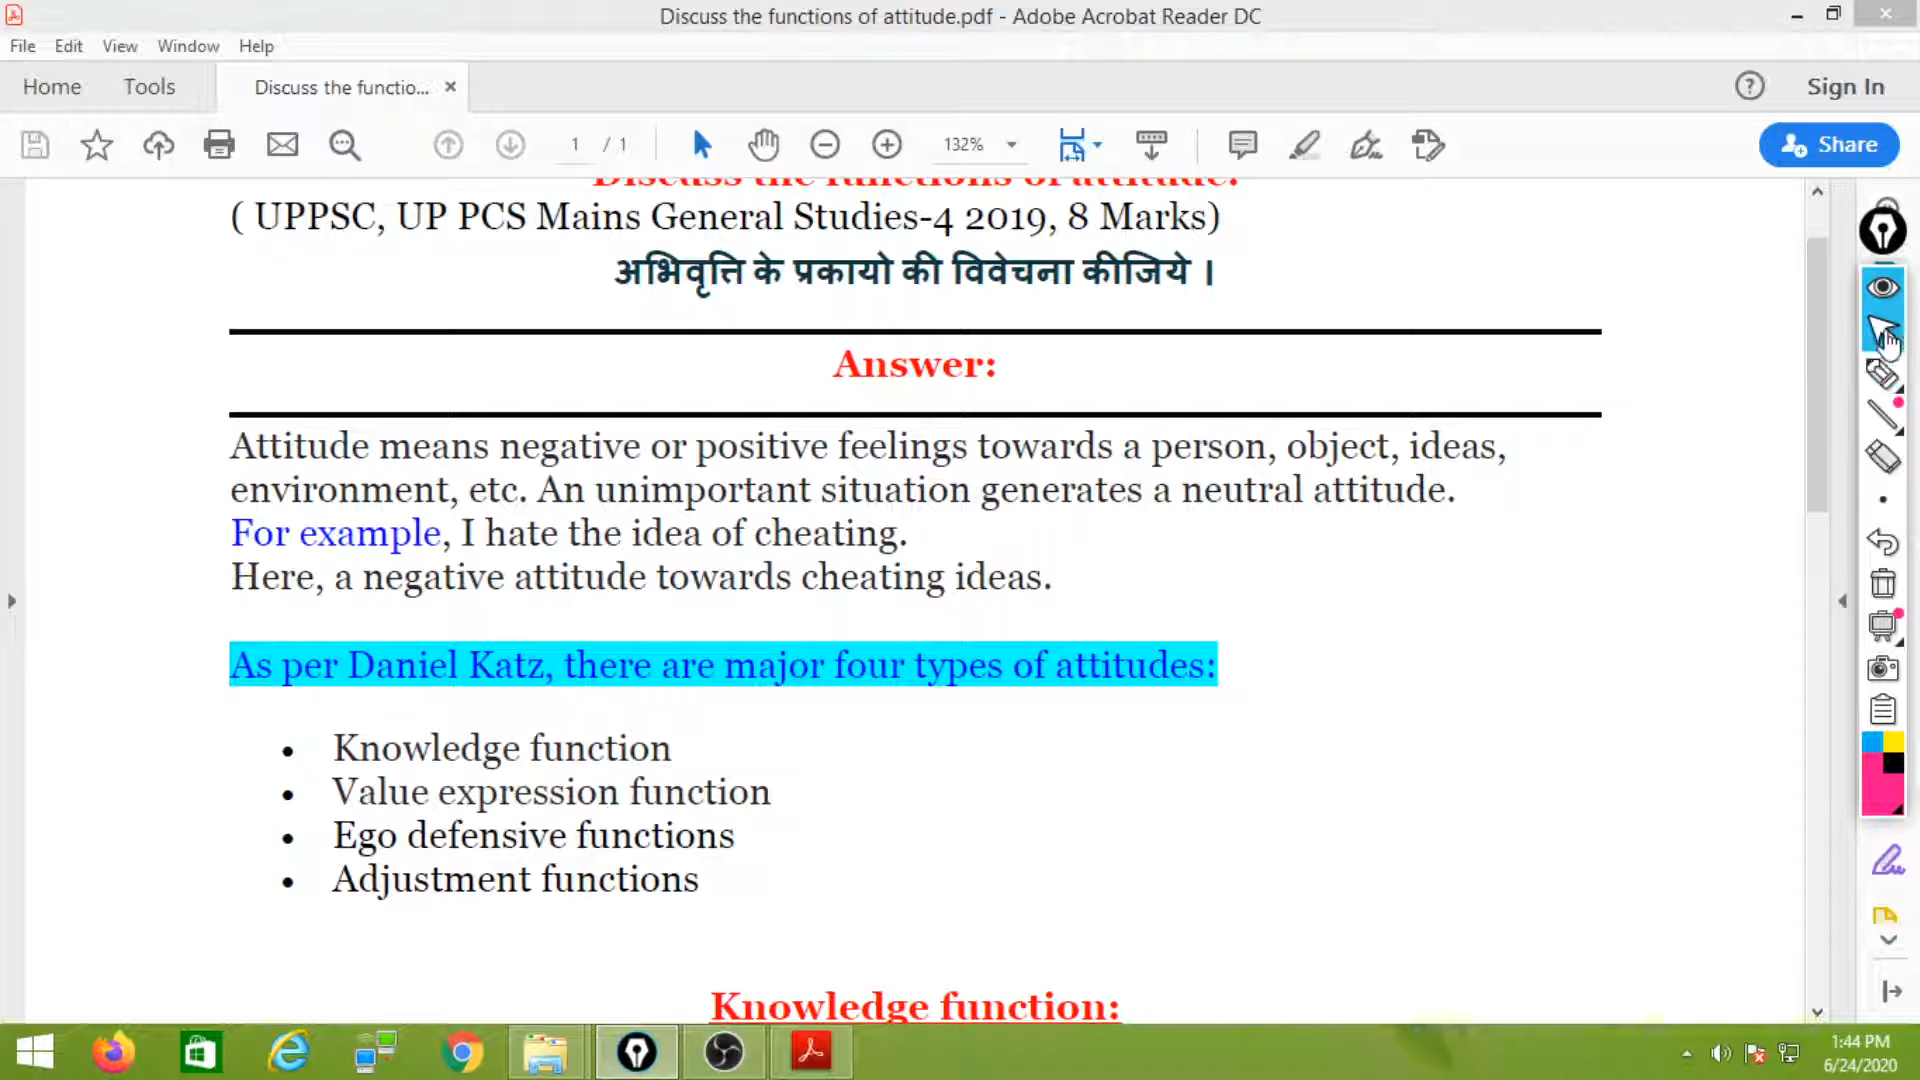 Discuss the functions of attitude.pdf - Adobe Acrobat Reader DC
File Edit View Window Help
Home Tools Discuss the functio... × Sign In
1 / 1 132% Share
Discuss the functions of attitude.
( UPPSC, UP PCS Mains General Studies-4 2019, 8 Marks)
अभिवृत्ति के प्रकायो की विवेचना कीजिये ।
Answer:
Attitude means negative or positive feelings towards a person, object, ideas,
environment, etc. An unimportant situation generates a neutral attitude.
For example, I hate the idea of cheating.
Here, a negative attitude towards cheating ideas.
As per Daniel Katz, there are major four types of attitudes:
• Knowledge function
• Value expression function
• Ego defensive functions
• Adjustment functions
Knowledge function:
1:44 PM
6/24/2020